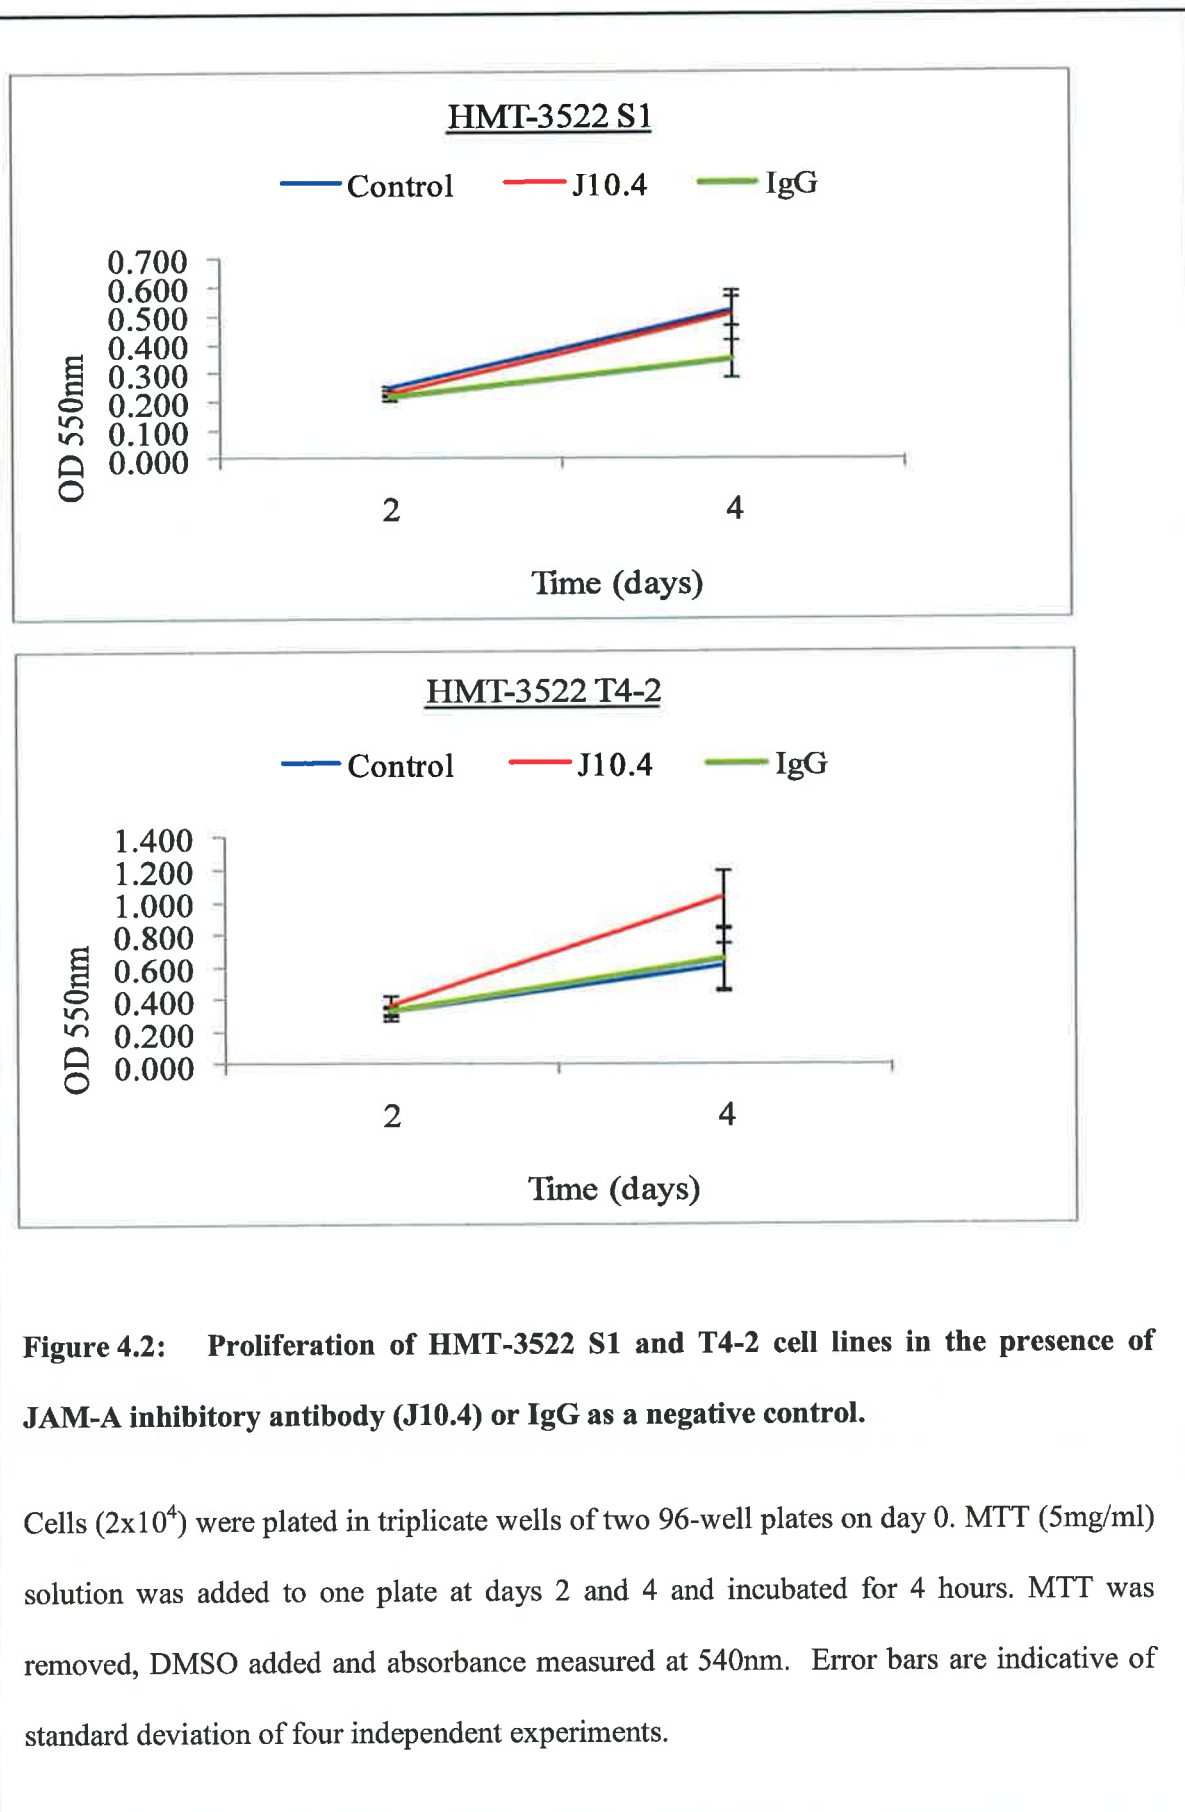 HMT-3522 S1
Control J10.4 IgG
0.700
0.600
0.500
0.400
0.300
0.200
0.100
0.000
OD 550nm
2 4
Time (days)
HMT-3522 T4-2
Control J10.4 IgG
1.400
1.200
1.000
0.800
0.600
0.400
0.200
0.000
OD 550nm
2 4
Time (days)
Figure 4.2: Proliferation of HMT-3522 S1 and T4-2 cell lines in the presence of
JAM-A inhibitory antibody (J10.4) or IgG as a negative control.
Cells (2x10⁴) were plated in triplicate wells of two 96-well plates on day 0. MTT (5mg/ml)
solution was added to one plate at days 2 and 4 and incubated for 4 hours. MTT was
removed, DMSO added and absorbance measured at 540nm. Error bars are indicative of
standard deviation of four independent experiments.